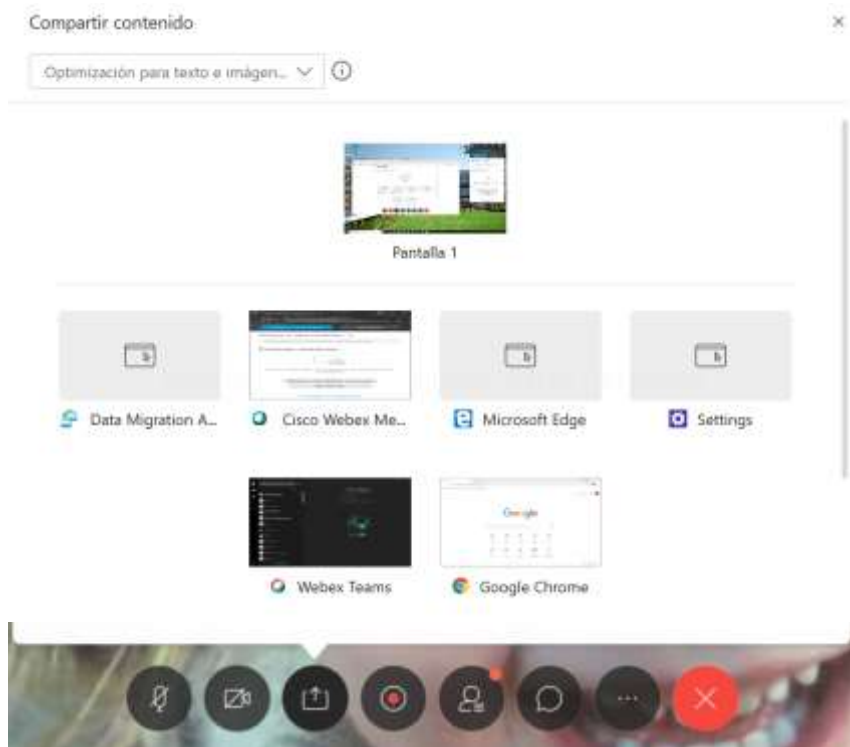 Compartir contenido
Optimización para texto e imágen...
Pantalla 1
Data Migration A...
Cisco Webex Me...
Microsoft Edge
Settings
Google
Webex Teams
Google Chrome